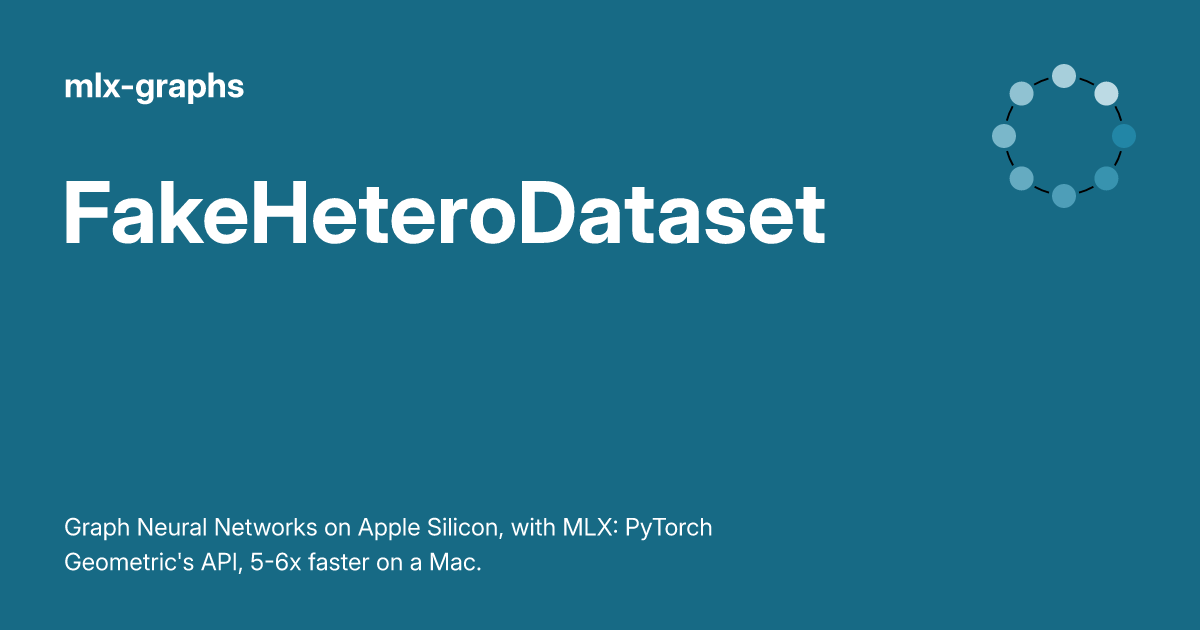 mlx-graphs
FakeHeteroDataset
Graph Neural Networks on Apple Silicon, with MLX: PyTorch
Geometric's API, 5-6x faster on a Mac.